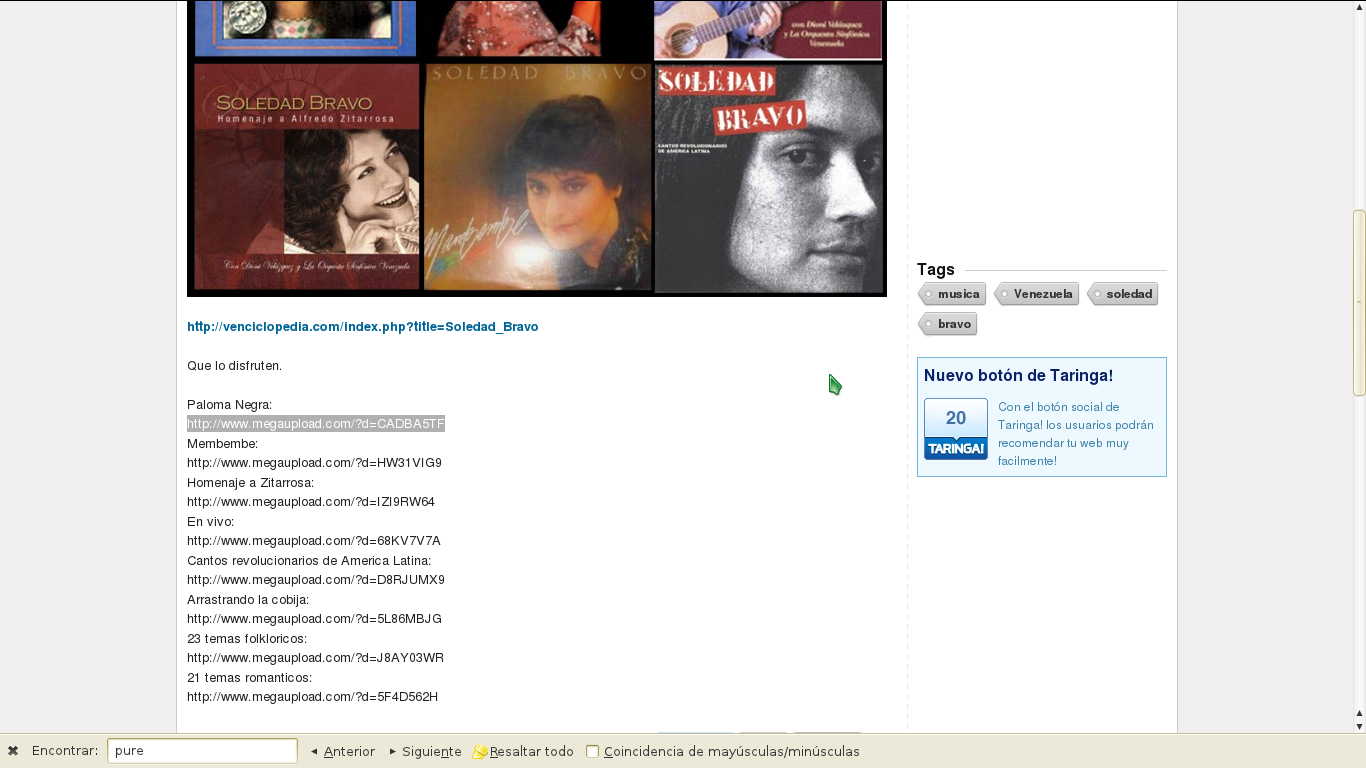 con Dioni Velázquez
y La Orquesta Sinfónica
Venezuela
SOLEDAD BRAVO
Homenaje a Alfredo Zitarrosa
Con Dioni Velázquez y La Orquesta Sinfónica Venezuela
SOLEDAD BRAVO
Mambembe
SOLEDAD
BRAVO
CANTOS REVOLUCIONARIOS
DE AMÉRICA LATINA
http://venciclopedia.com/index.php?title=Soledad_Bravo
Que lo disfruten.
Paloma Negra:
http://www.megaupload.com/?d=CADBA5TF
Membembe:
http://www.megaupload.com/?d=HW31VIG9
Homenaje a Zitarrosa:
http://www.megaupload.com/?d=IZI9RW64
En vivo:
http://www.megaupload.com/?d=68KV7V7A
Cantos revolucionarios de America Latina:
http://www.megaupload.com/?d=D8RJUMX9
Arrastrando la cobija:
http://www.megaupload.com/?d=5L86MBJG
23 temas folkloricos:
http://www.megaupload.com/?d=J8AY03WR
21 temas romanticos:
http://www.megaupload.com/?d=5F4D562H
Tags
musica Venezuela soledad
bravo
Nuevo botón de Taringa!
20
TARINGA!
Con el botón social de
Taringa! los usuarios podrán
recomendar tu web muy
facilmente!
Encontrar: pure Anterior Siguiente Resaltar todo Coincidencia de mayúsculas/minúsculas